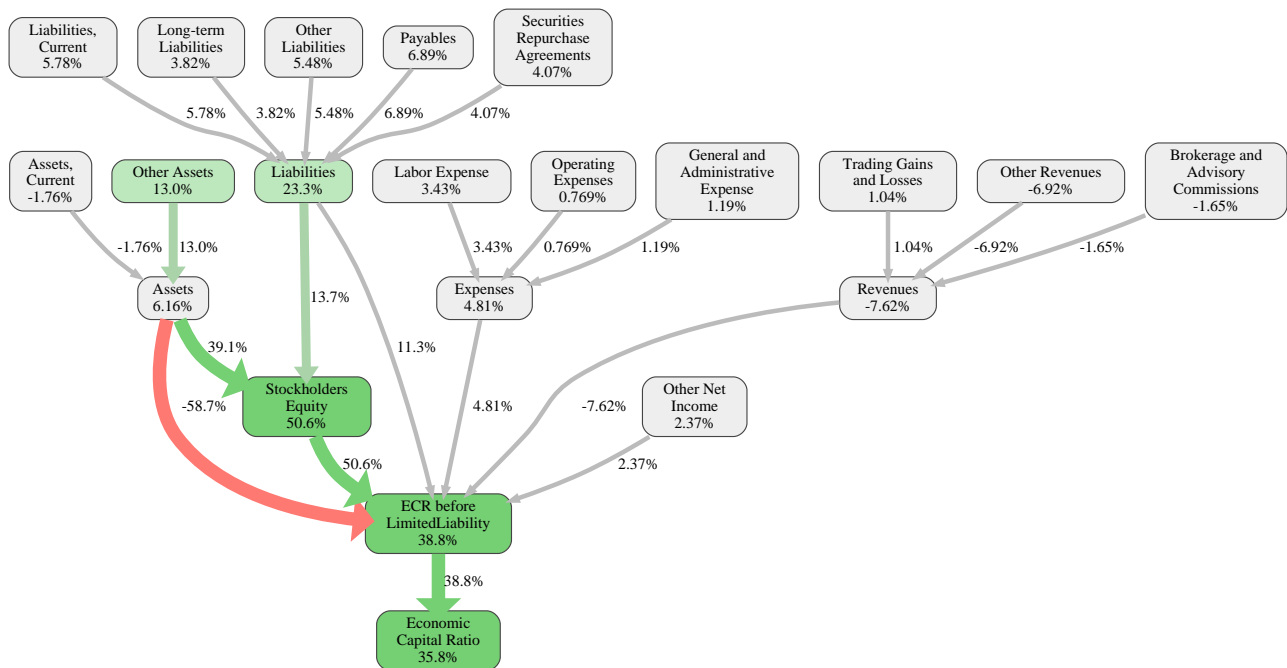 Liabilities,
Current
5.78%
Long-term
Liabilities
3.82%
Other
Liabilities
5.48%
Payables
6.89%
Securities
Repurchase
Agreements
4.07%
5.78%
3.82%
5.48%
6.89%
4.07%
Assets,
Current
-1.76%
Other Assets
13.0%
Liabilities
23.3%
Labor Expense
3.43%
Operating
Expenses
0.769%
General and
Administrative
Expense
1.19%
Trading Gains
and Losses
1.04%
Other Revenues
-6.92%
Brokerage and
Advisory
Commissions
-1.65%
-1.76%
13.0%
3.43%
0.769%
1.19%
1.04%
-6.92%
-1.65%
Assets
6.16%
13.7%
Expenses
4.81%
Revenues
-7.62%
39.1%
11.3%
-58.7%
Stockholders
Equity
50.6%
4.81%
-7.62%
Other Net
Income
2.37%
50.6%
2.37%
ECR before
LimitedLiability
38.8%
38.8%
Economic
Capital Ratio
35.8%